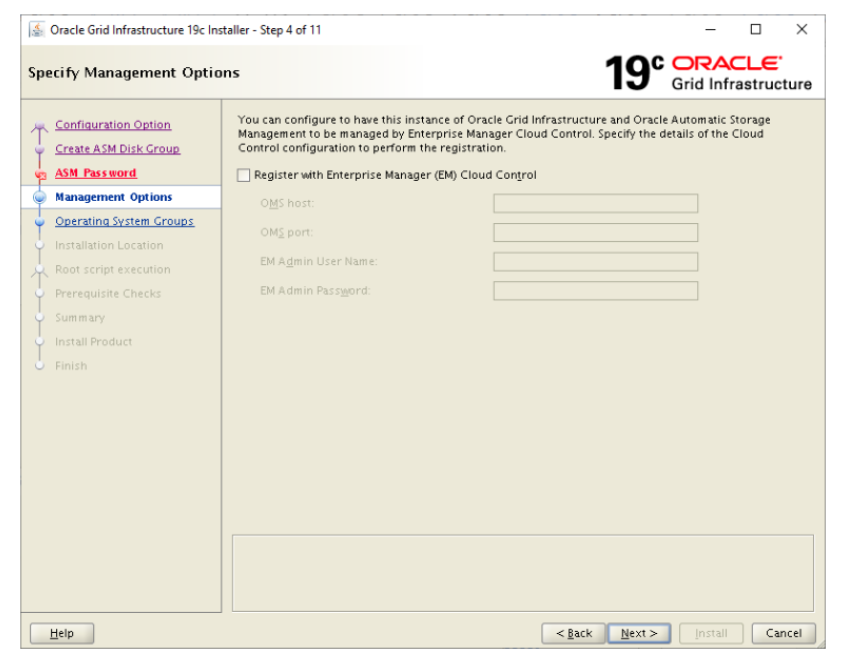 Oracle Grid Infrastructure 19c Installer - Step 4 of 11
Specify Management Options
19c ORACLE
Grid Infrastructure
Configuration Option
Create ASM Disk Group
ASM Password
Management Options
Operating System Groups
Installation Location
Root script execution
Prerequisite Checks
Summary
Install Product
Finish
You can configure to have this instance of Oracle Grid Infrastructure and Oracle Automatic Storage
Management to be managed by Enterprise Manager Cloud Control. Specify the details of the Cloud
Control configuration to perform the registration.
Register with Enterprise Manager (EM) Cloud Control
OMS host:
OMS port:
EM Admin User Name:
EM Admin Password:
Help
< Back
Next >
Install
Cancel